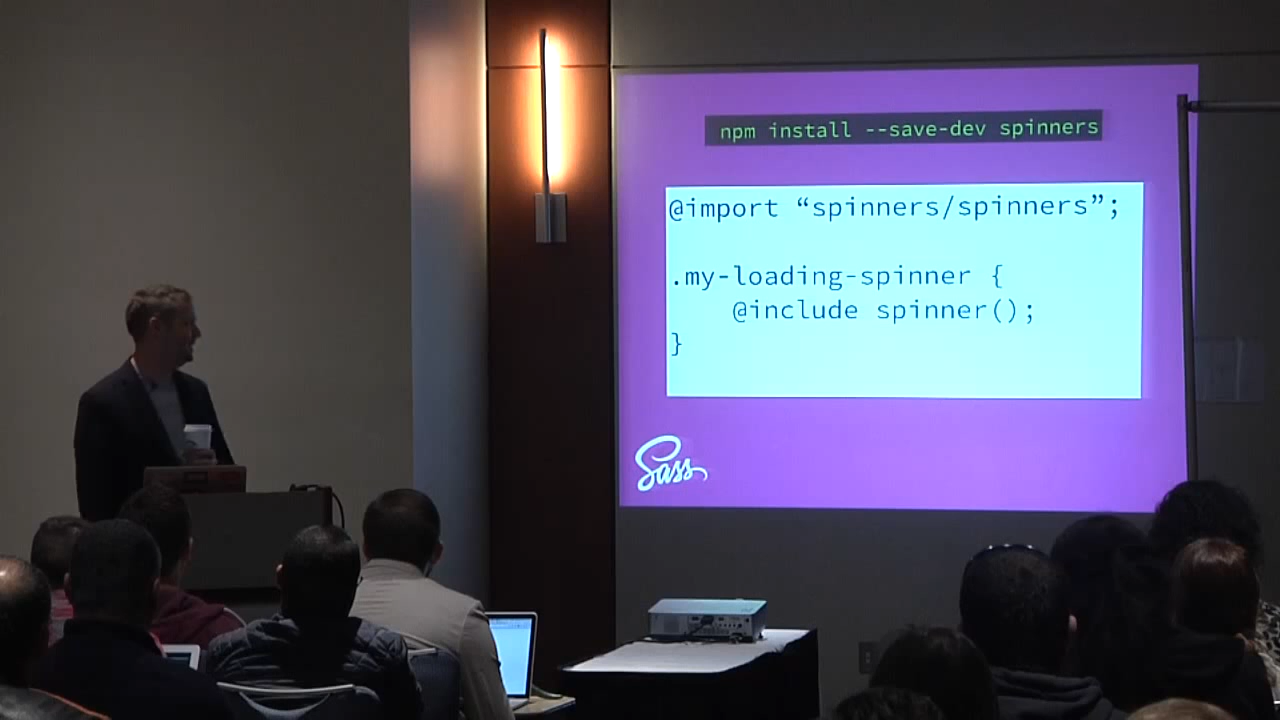 npm install --save-dev spinners
@import “spinners/spinners”;
.my-loading-spinner {
@include spinner();
}
Sass